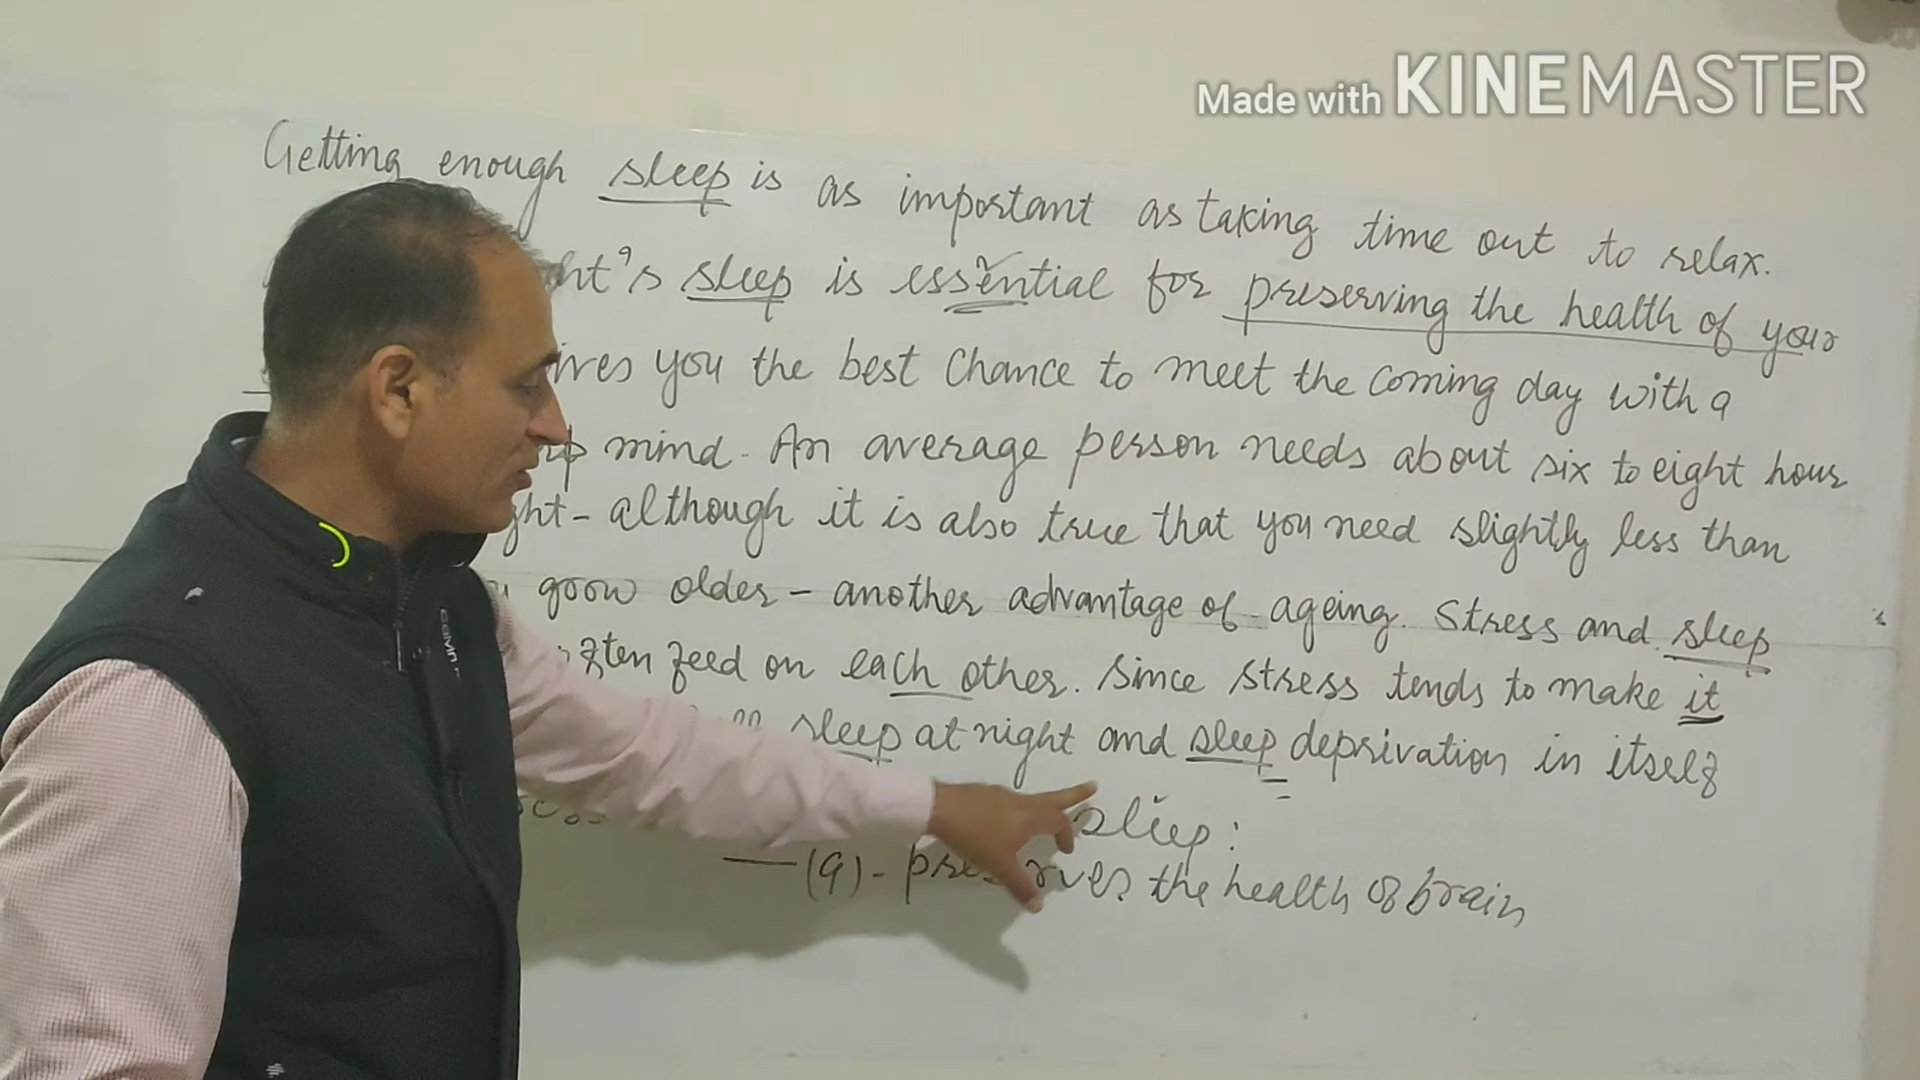 Made with KINEMASTER
Getting enough sleep is as important as taking time out to relax.
ht's sleep is essential for preserving the health of your
ives you the best Chance to meet the coming day with a
mind. An average person needs about six to eight hour
ght - although it is also true that you need slightly less than
grow older - another advantage of ageing. Stress and sleep
often feed on each other. Since stress tends to make it
sleep at night and sleep deprivation in itself
sleep:
(a) - preserves the health of brain